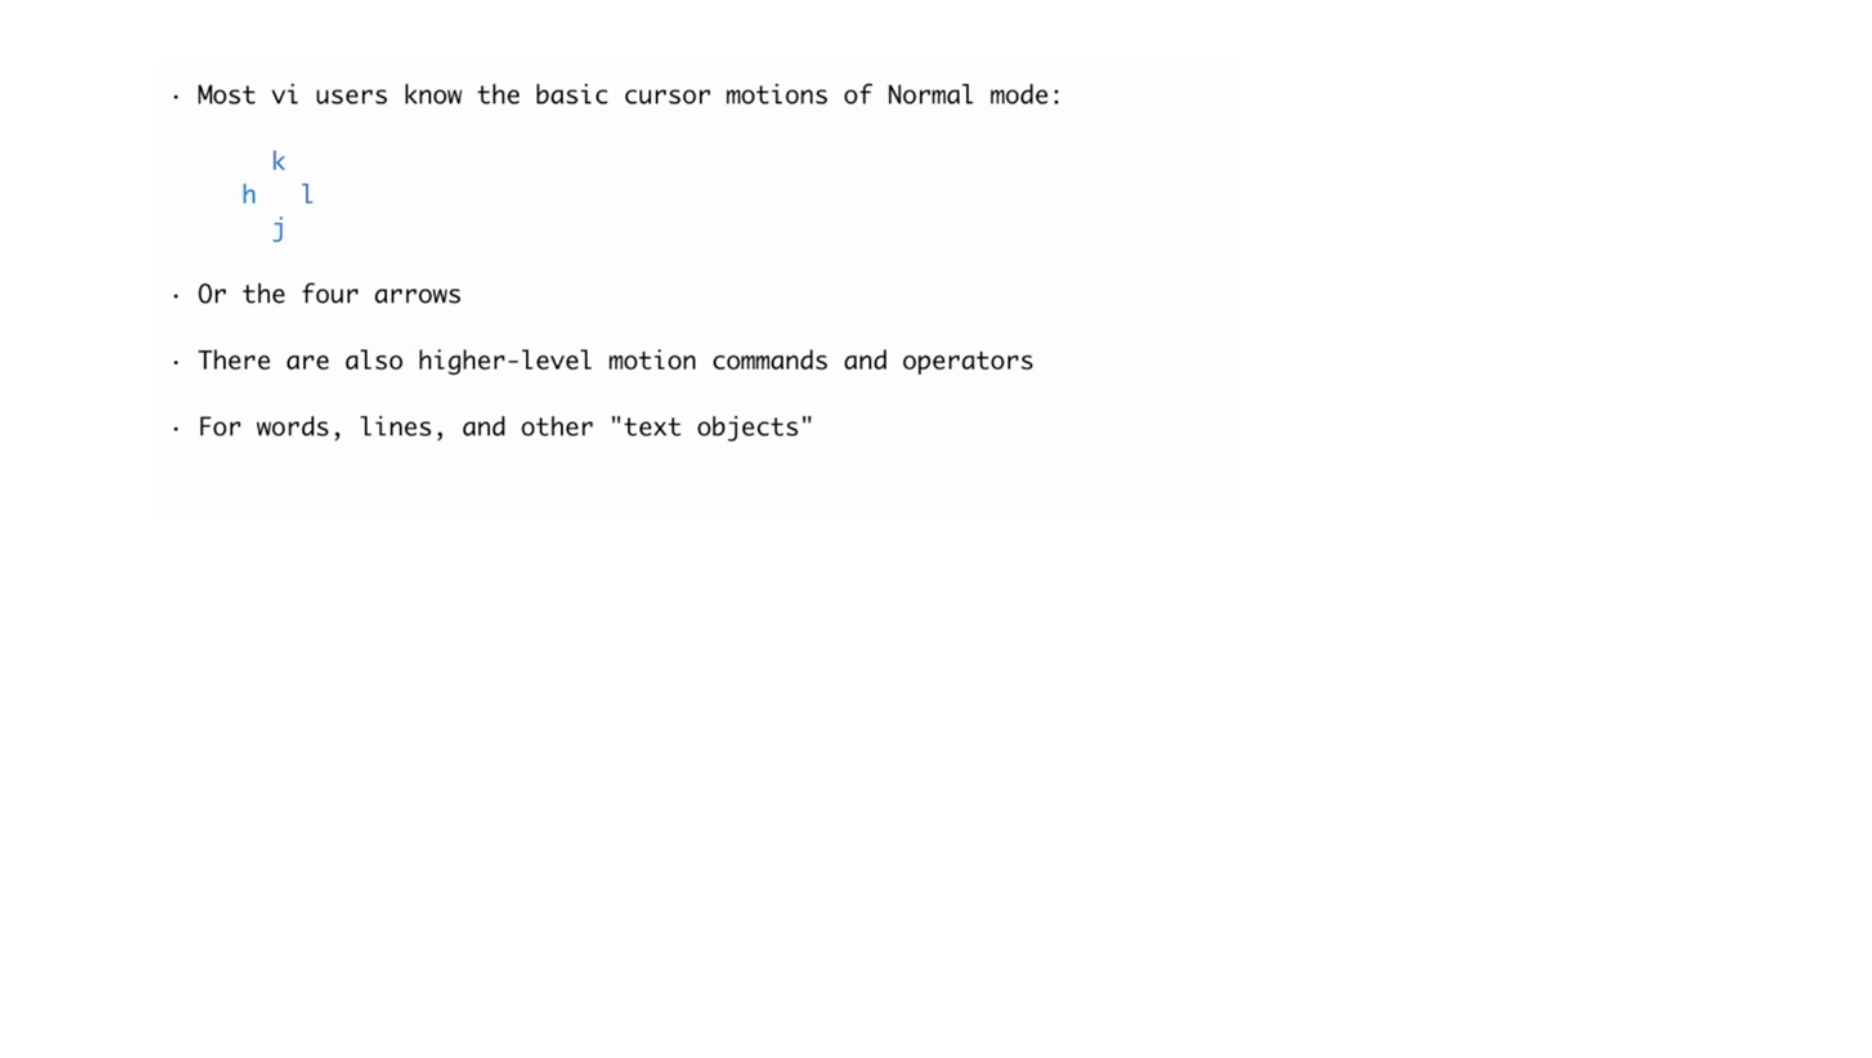 · Most vi users know the basic cursor motions of Normal mode:
k
h l
j
· Or the four arrows
· There are also higher-level motion commands and operators
· For words, lines, and other "text objects"